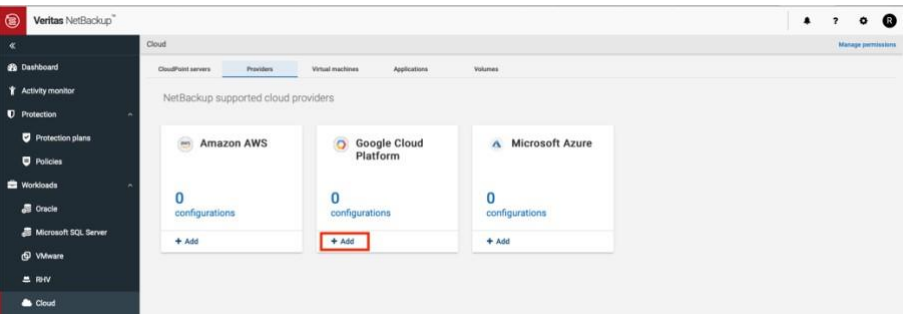 Veritas NetBackup™
?
R
«
Cloud
Manage permissions
Dashboard
CloudPoint servers
Providers
Virtual machines
Applications
Volumes
Activity monitor
NetBackup supported cloud providers
Protection
Protection plans
aws
Amazon AWS
Google Cloud
Platform
Microsoft Azure
Policies
Workloads
0
configurations
0
configurations
0
configurations
Oracle
Microsoft SQL Server
+ Add
+ Add
+ Add
VMware
RHV
Cloud